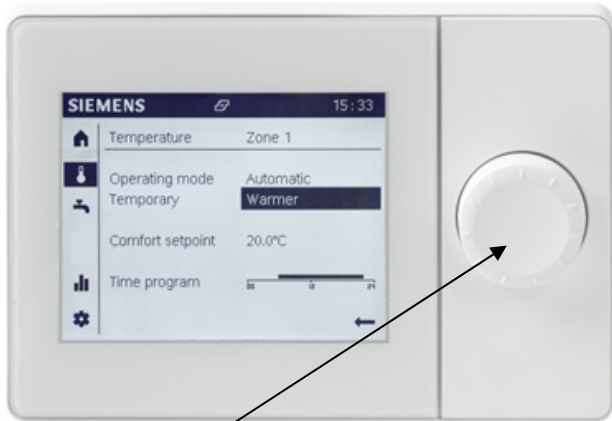 SIEMENS 15:33
Temperature Zone 1
Operating mode Automatic
Temporary Warmer
Comfort setpoint 20.0°C
Time program